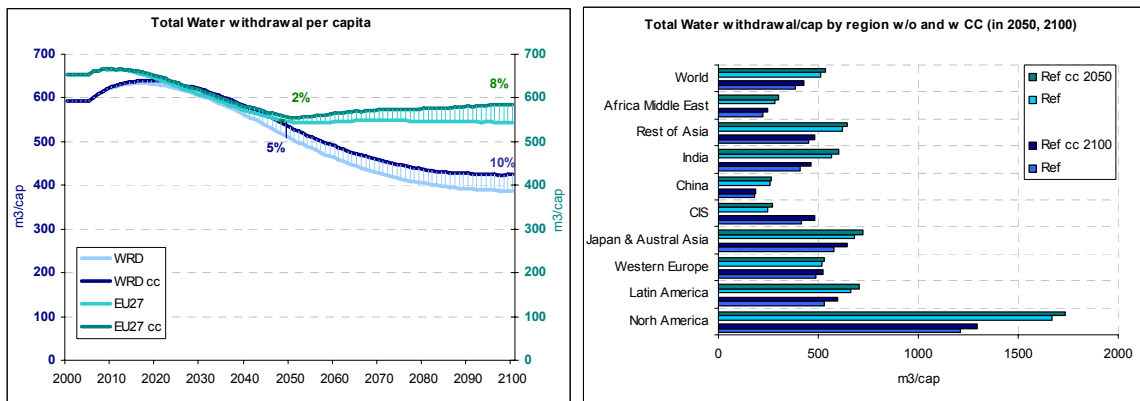 Total Water withdrawal per capita
700
600
500
400
300
200
100
0
m3/cap
700
600
500
400
300
200
100
0
m3/cap
2%
8%
5%
10%
WRD
WRD cc
EU27
EU27 cc
2000 2010 2020 2030 2040 2050 2060 2070 2080 2090 2100
Total Water withdrawal/cap by region w/o and w CC (in 2050, 2100)
World
Africa Middle East
Rest of Asia
India
China
CIS
Japan & Austral Asia
Western Europe
Latin America
Norh America
Ref cc 2050
Ref
Ref cc 2100
Ref
0 500 1000 1500 2000
m3/cap